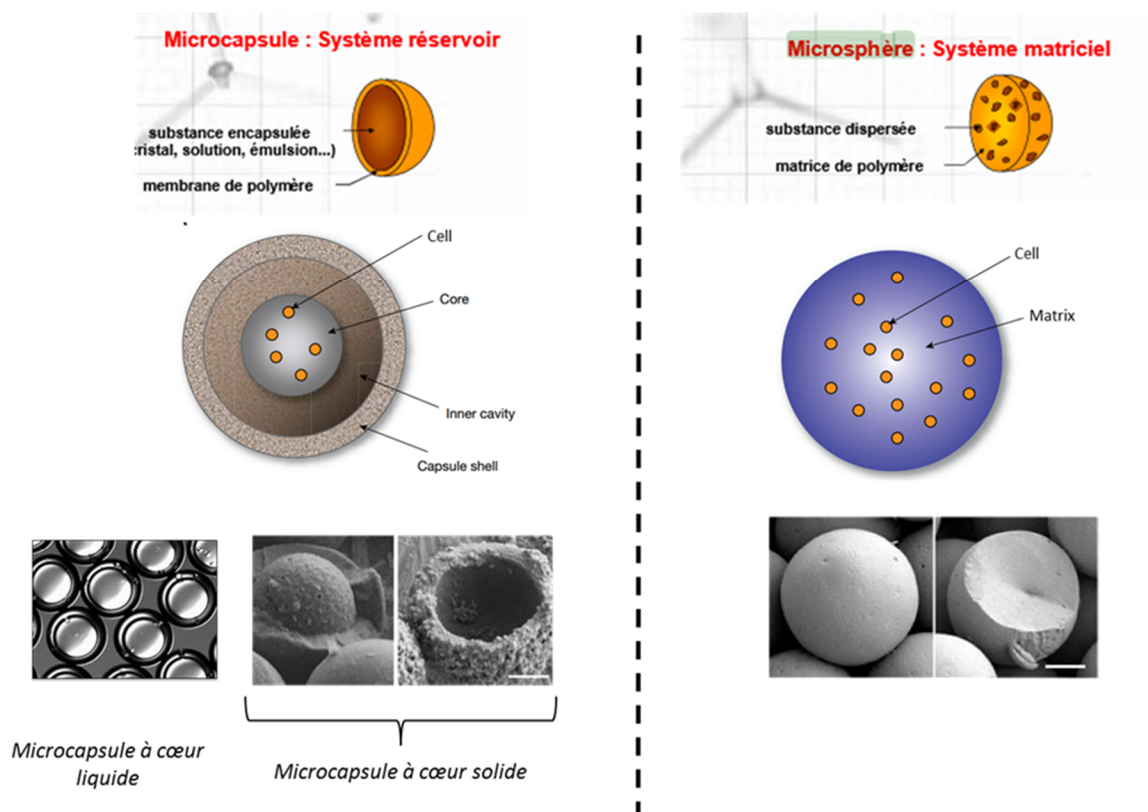 Microcapsule : Système réservoir
substance encapsulée
cristal, solution, émulsion...)
membrane de polymère
Cell
Core
Inner cavity
Capsule shell
Microcapsule à cœur
liquide
Microcapsule à cœur solide
Microsphère : Système matriciel
substance dispersée
matrice de polymère
Cell
Matrix